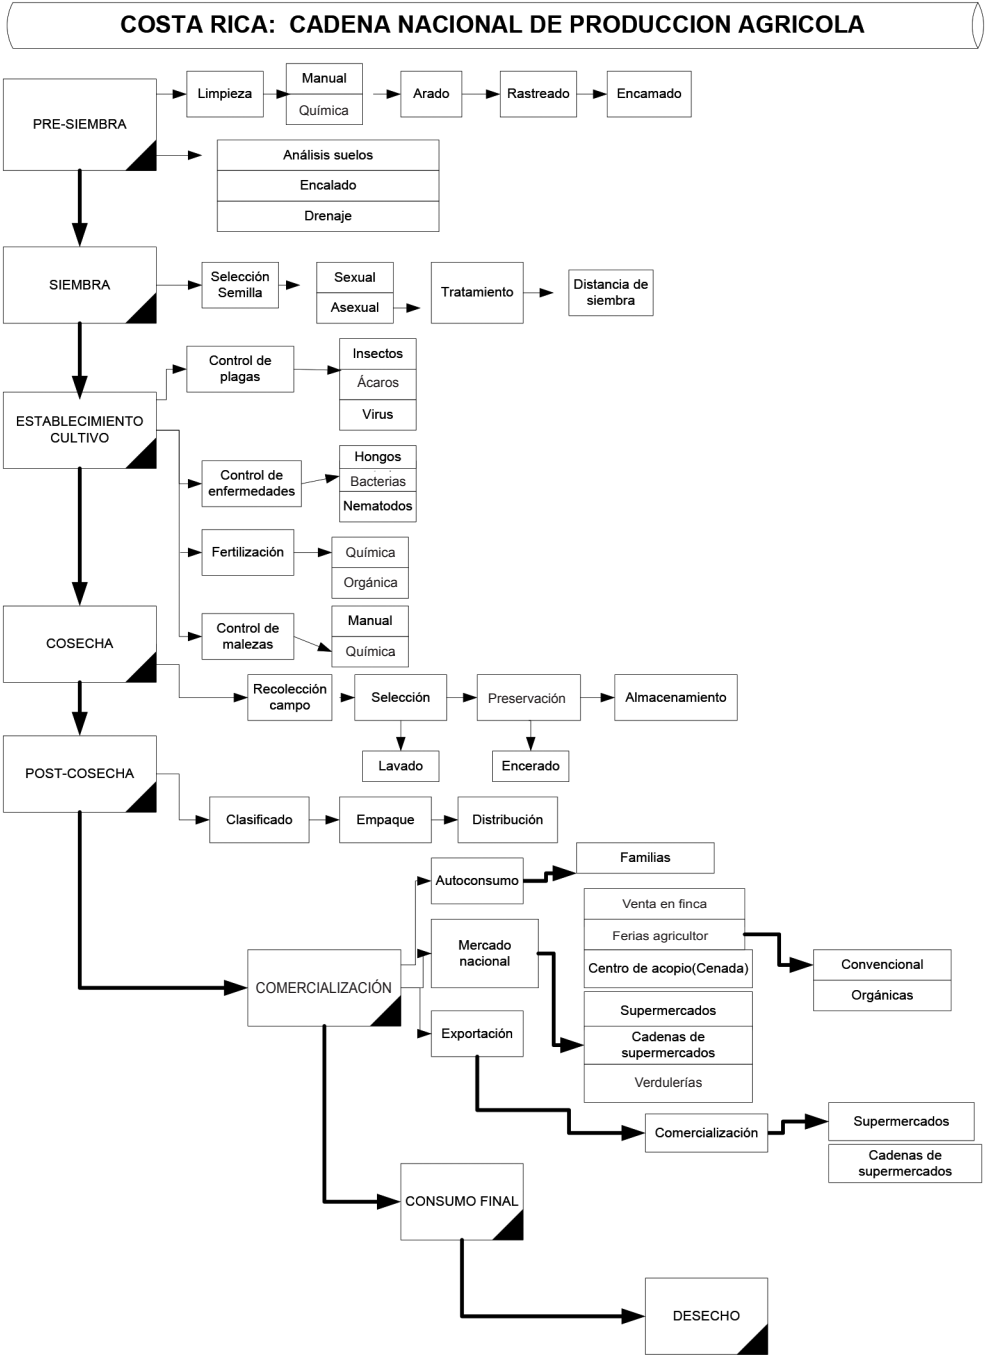 COSTA RICA: CADENA NACIONAL DE PRODUCCION AGRICOLA
PRE-SIEMBRA
Limpieza
Manual
Química
Arado
Rastreado
Encamado
Análisis suelos
Encalado
Drenaje
SIEMBRA
Selección
Semilla
Sexual
Asexual
Tratamiento
Distancia de
siembra
ESTABLECIMIENTO
CULTIVO
Control de
plagas
Insectos
Ácaros
Virus
Control de
enfermedades
Hongos
Bacterias
Nematodos
Fertilización
Química
Orgánica
Control de
malezas
Manual
Química
COSECHA
Recolección
campo
Selección
Preservación
Almacenamiento
Lavado
Encerado
POST-COSECHA
Clasificado
Empaque
Distribución
COMERCIALIZACIÓN
Autoconsumo
Familias
Mercado
nacional
Venta en finca
Ferias agricultor
Centro de acopio(Cenada)
Convencional
Orgánicas
Supermercados
Cadenas de
supermercados
Verdulerías
Exportación
Comercialización
Supermercados
Cadenas de
supermercados
CONSUMO FINAL
DESECHO